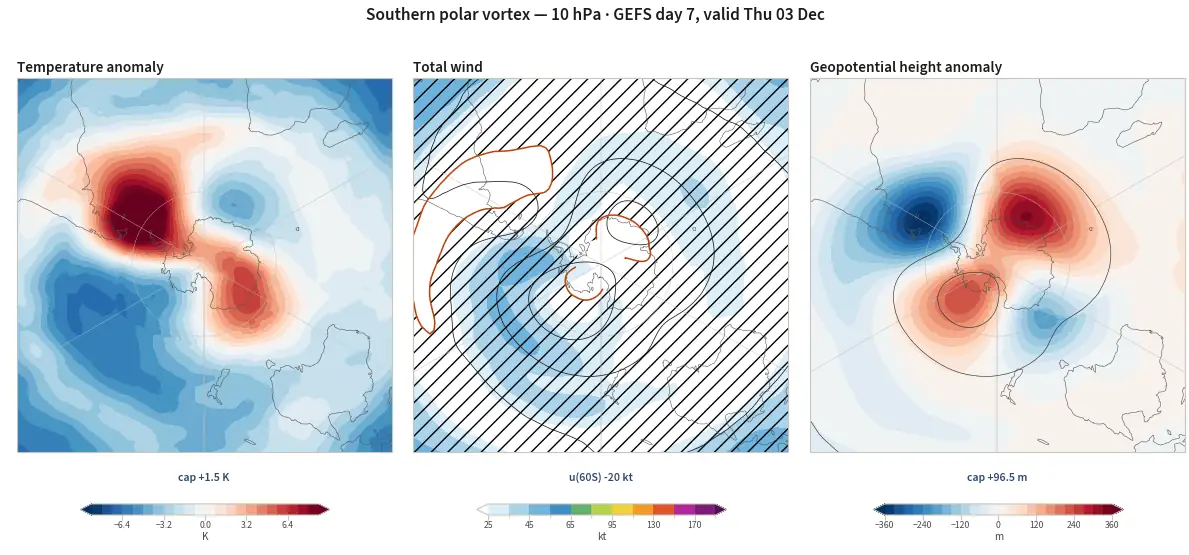 Southern polar vortex — 10 hPa · GEFS day 7, valid Thu 03 Dec
Temperature anomaly
Total wind
Geopotential height anomaly
cap +1.5 K
u(60S) -20 kt
cap +96.5 m
−6.4 −3.2 0.0 3.2 6.4
K
25 45 65 95 130 170
kt
−360 −240 −120 0 120 240 360
m